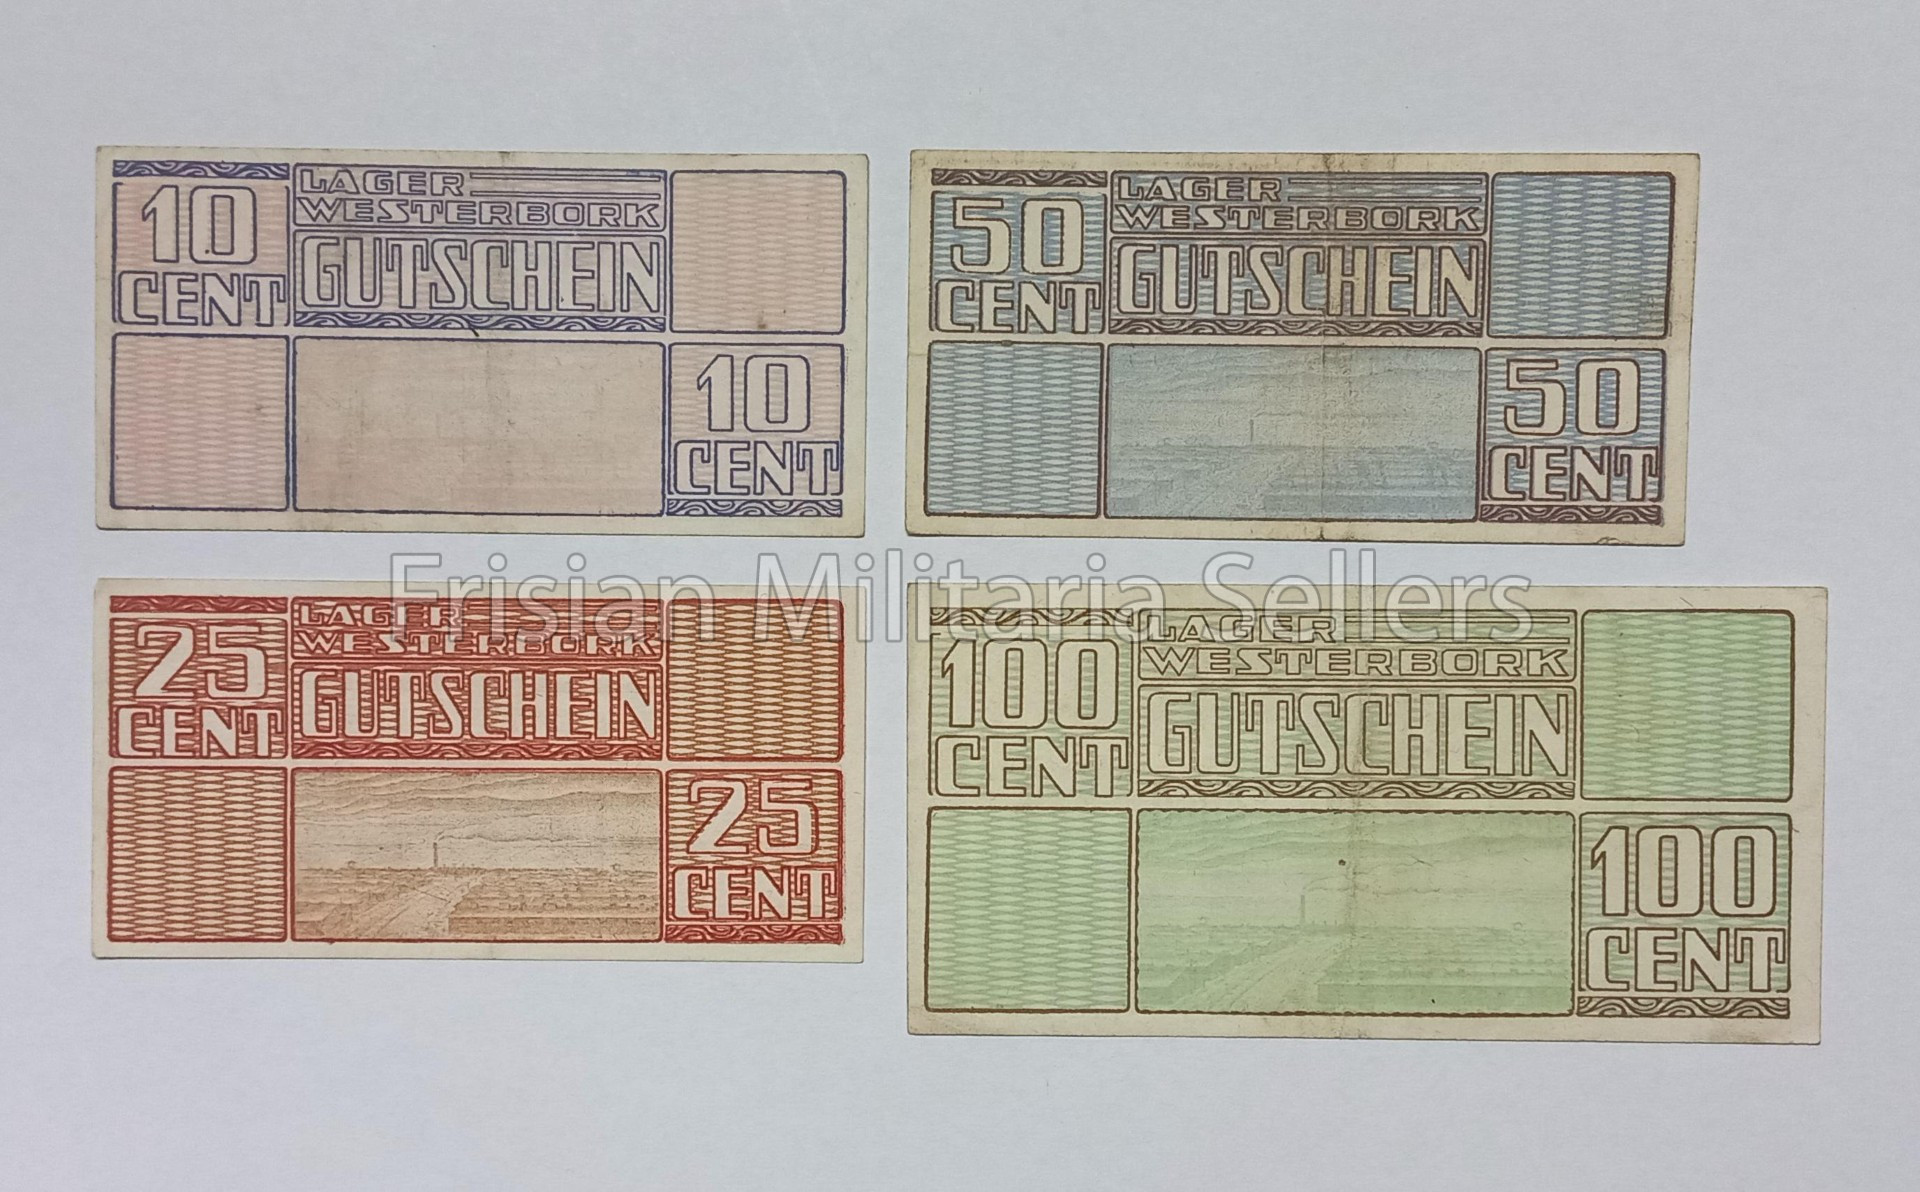 10
CENT
LAGER
WESTERBORK
GUTSCHEIN
10
CENT
50
CENT
LAGER
WESTERBORK
GUTSCHEIN
50
CENT
Frisian Militaria Sellers
25
CENT
LAGER
WESTERBORK
GUTSCHEIN
25
CENT
100
CENT
LAGER
WESTERBORK
GUTSCHEIN
100
CENT